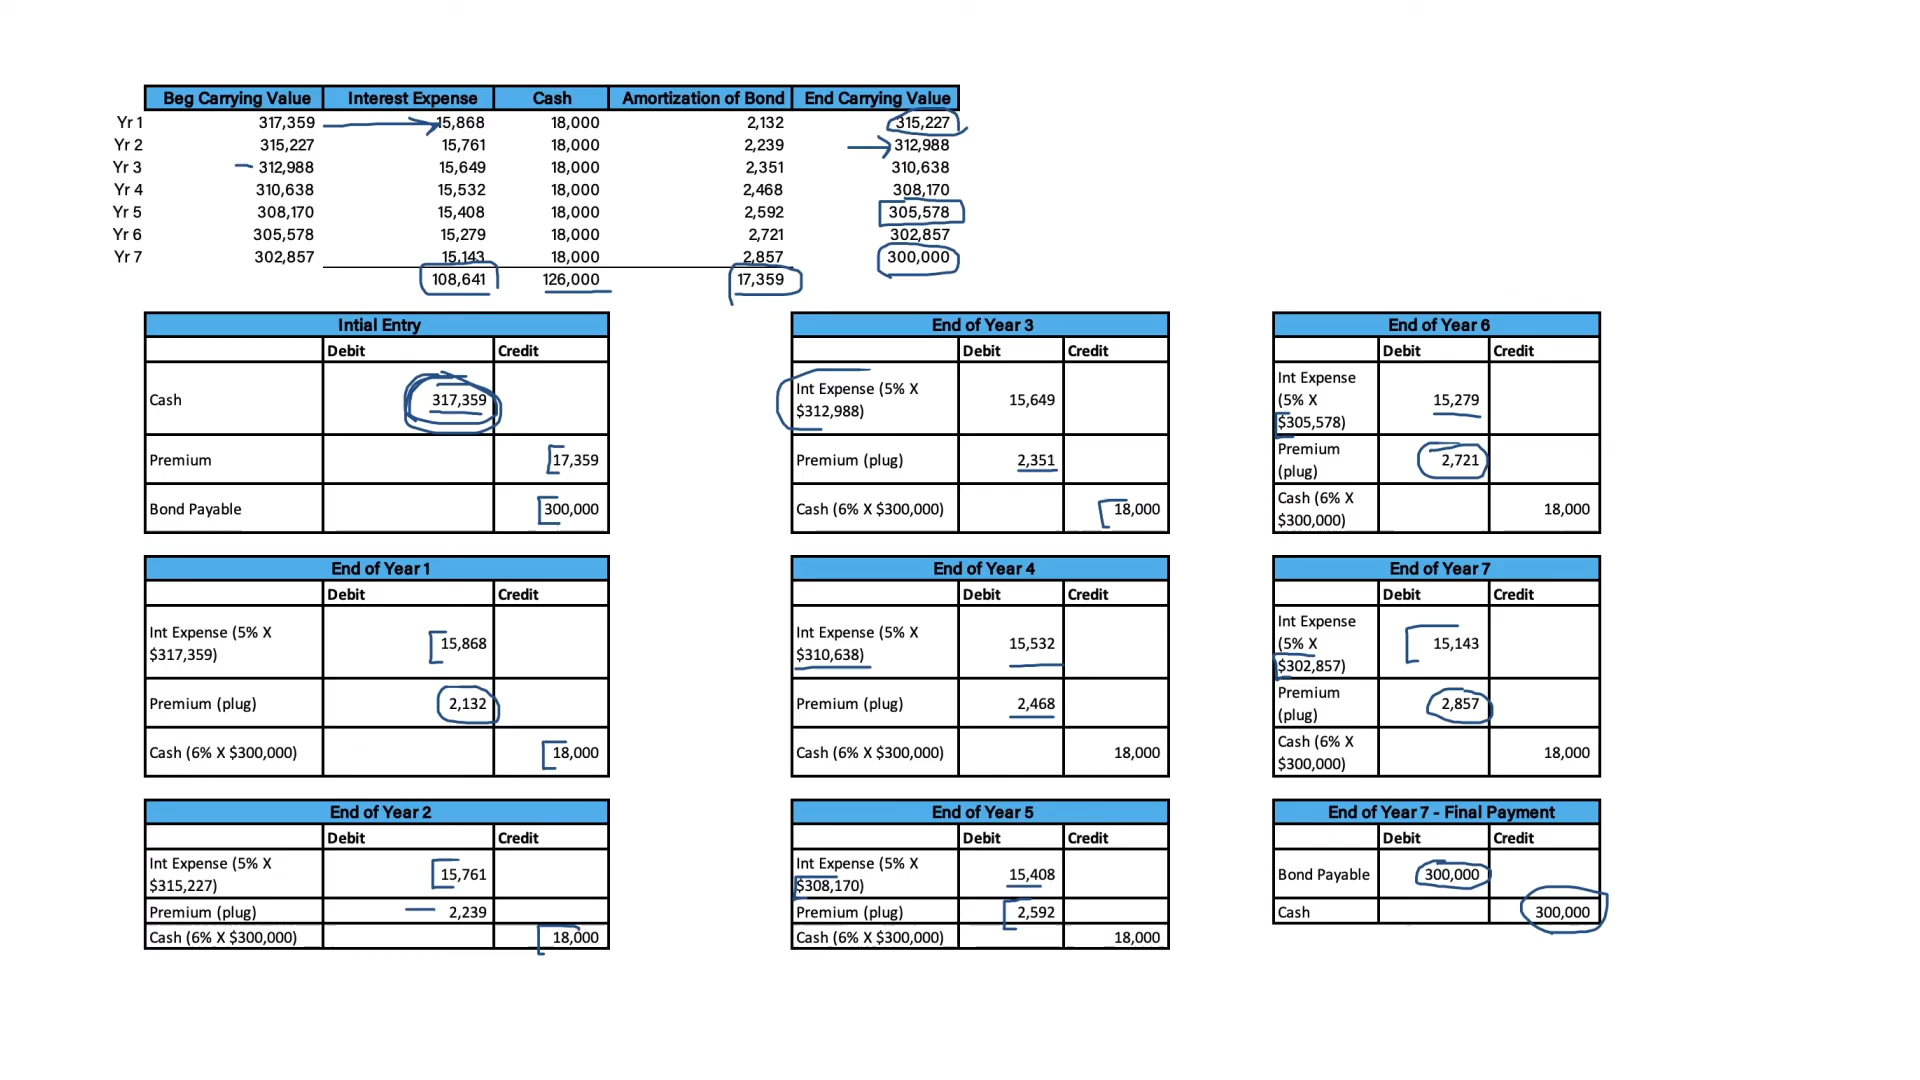 Beg Carrying Value Interest Expense Cash Amortization of Bond End Carrying Value
Yr 1 317,359 15,868 18,000 2,132 315,227
Yr 2 315,227 15,761 18,000 2,239 312,988
Yr 3 312,988 15,649 18,000 2,351 310,638
Yr 4 310,638 15,532 18,000 2,468 308,170
Yr 5 308,170 15,408 18,000 2,592 305,578
Yr 6 305,578 15,279 18,000 2,721 302,857
Yr 7 302,857 15,143 18,000 2,857 300,000
108,641 126,000 17,359
Intial Entry
Debit Credit
Cash 317,359
Premium 17,359
Bond Payable 300,000
End of Year 1
Debit Credit
Int Expense (5% X
$317,359) 15,868
Premium (plug) 2,132
Cash (6% X $300,000) 18,000
End of Year 2
Debit Credit
Int Expense (5% X
$315,227) 15,761
Premium (plug) 2,239
Cash (6% X $300,000) 18,000
End of Year 3
Debit Credit
Int Expense (5% X
$312,988) 15,649
Premium (plug) 2,351
Cash (6% X $300,000) 18,000
End of Year 4
Debit Credit
Int Expense (5% X
$310,638) 15,532
Premium (plug) 2,468
Cash (6% X $300,000) 18,000
End of Year 5
Debit Credit
Int Expense (5% X
$308,170) 15,408
Premium (plug) 2,592
Cash (6% X $300,000) 18,000
End of Year 6
Debit Credit
Int Expense
(5% X 15,279
$305,578)
Premium
(plug) 2,721
Cash (6% X
$300,000) 18,000
End of Year 7
Debit Credit
Int Expense
(5% X 15,143
$302,857)
Premium
(plug) 2,857
Cash (6% X
$300,000) 18,000
End of Year 7 - Final Payment
Debit Credit
Bond Payable 300,000
Cash 300,000